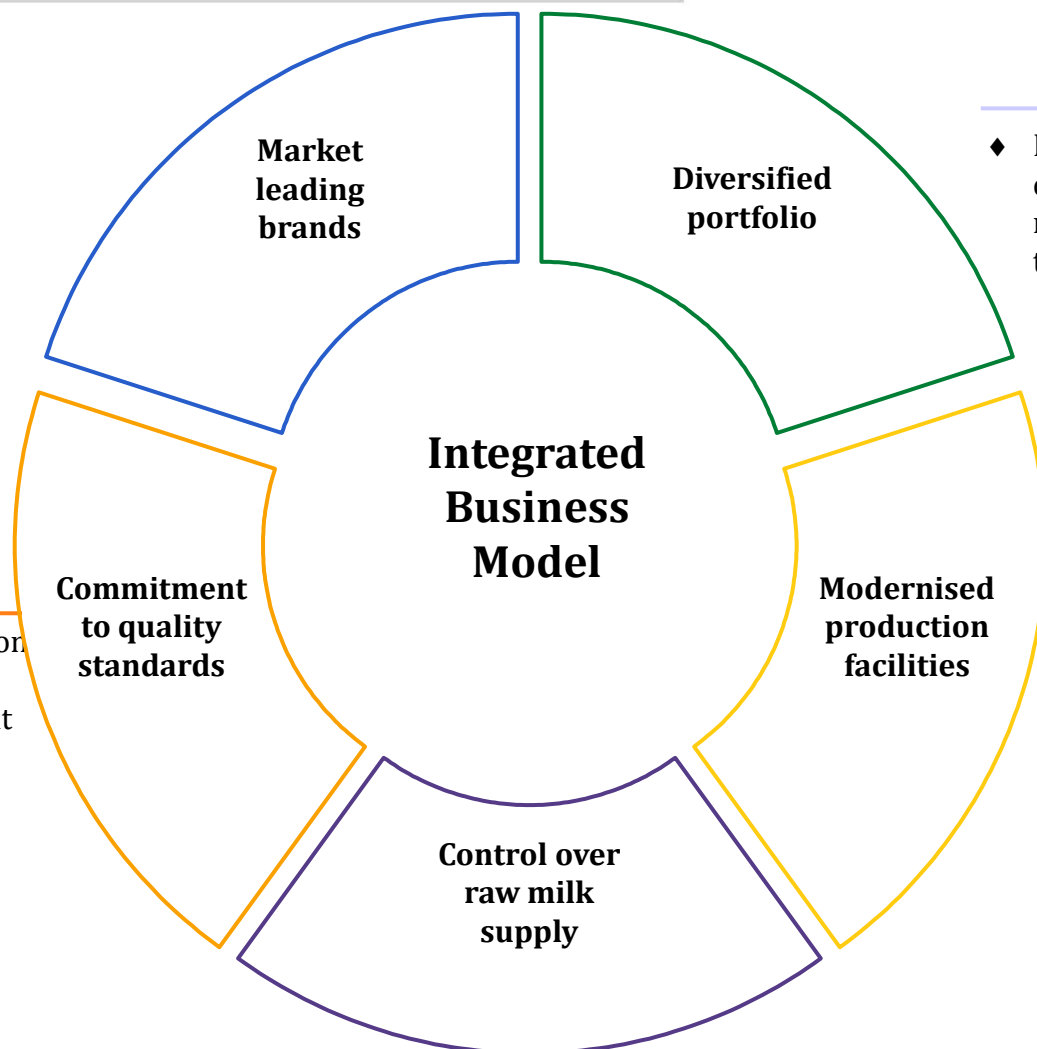 Market
leading
brands
Diversified
portfolio
Integrated
Business
Model
Commitment
to quality
standards
Modernised
production
facilities
Control over
raw milk
supply